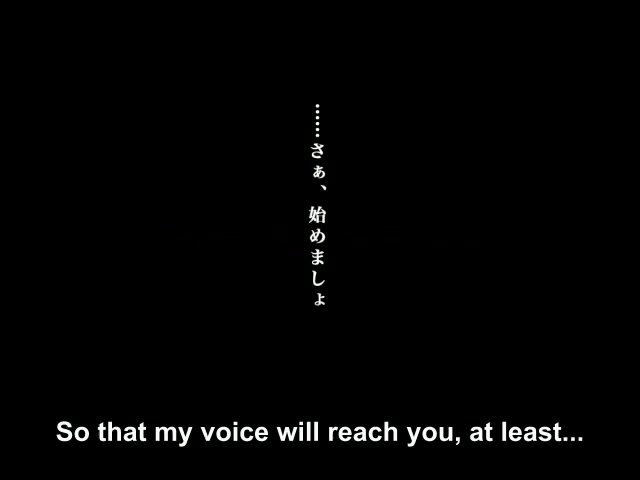 ……さぁ、始めましょ
So that my voice will reach you, at least...